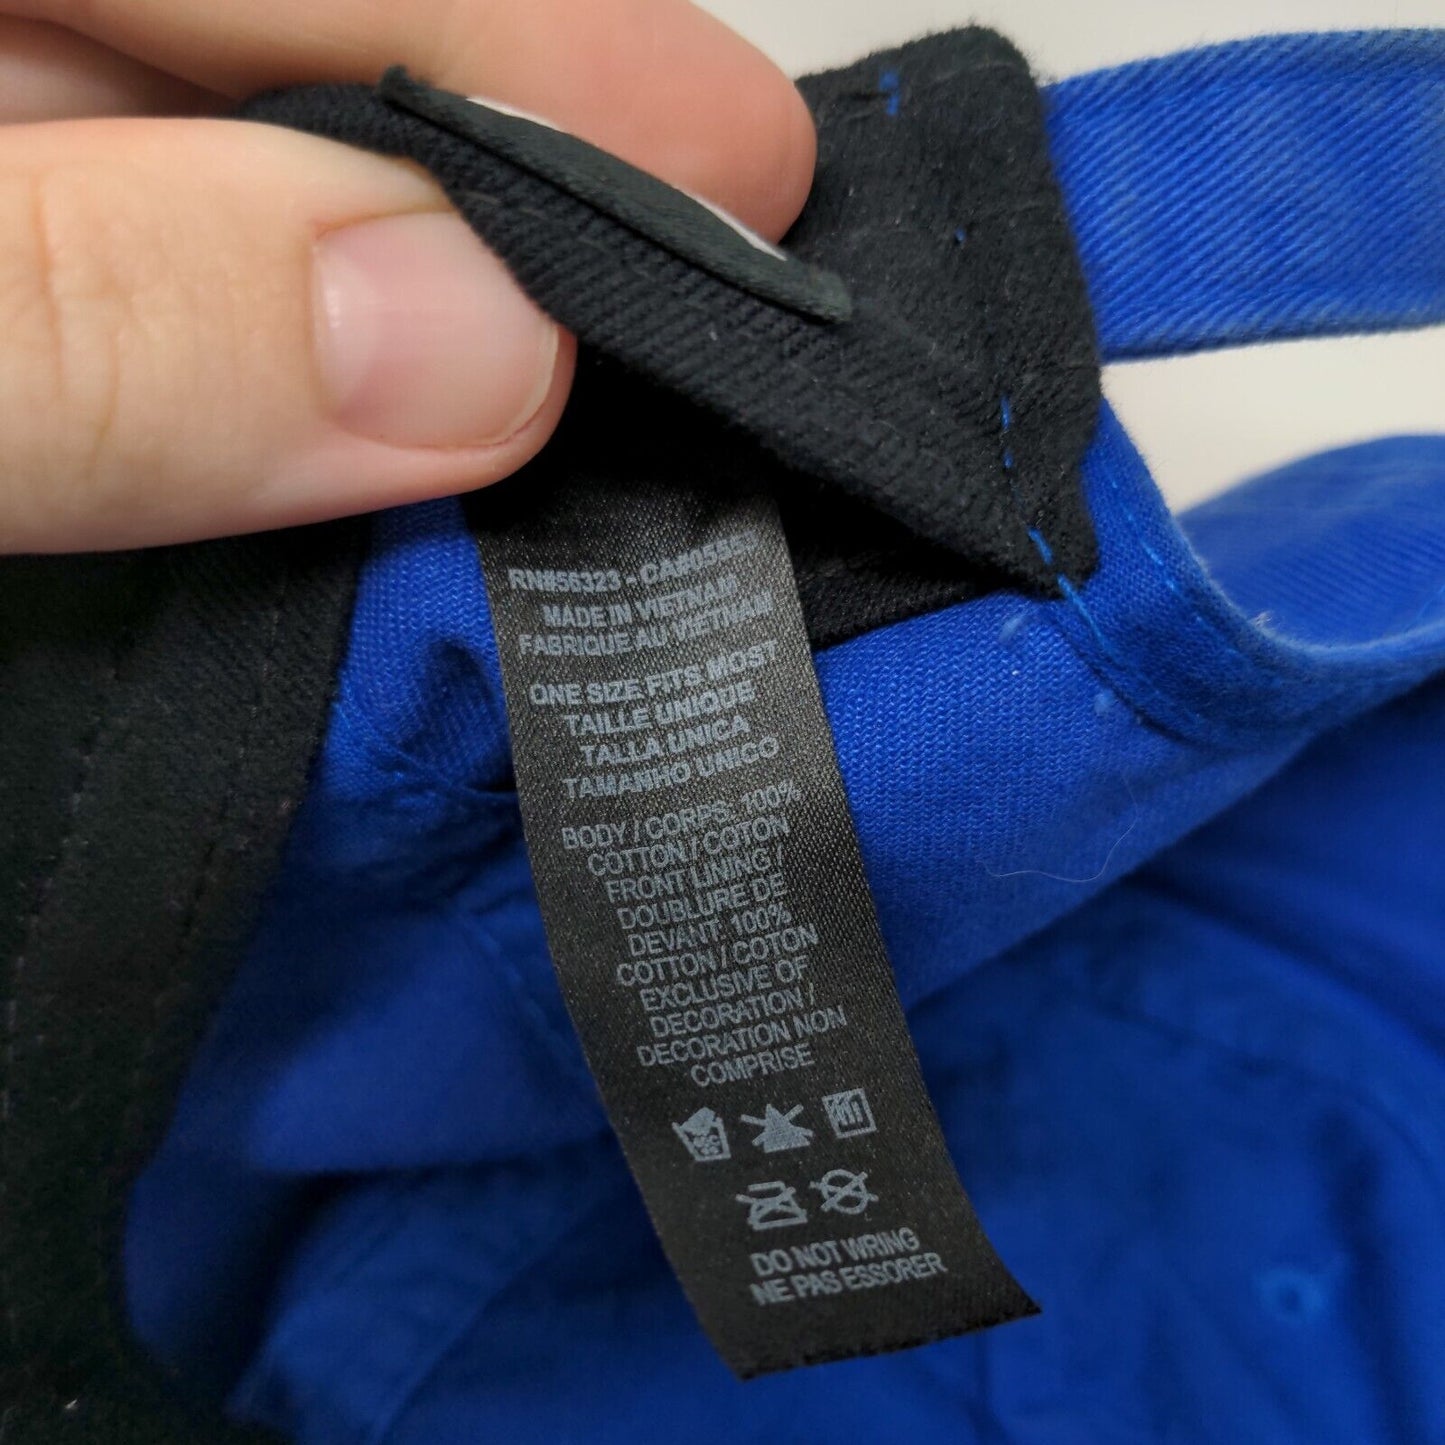 RN#56323 -
MADE IN VIETNAM
FABRIQUE AU VIETNAM
ONE SIZE FITS MOST
TAILLE UNIQUE
TALLA UNICA
TAMANHO UNICO
BODY / CORPS: 100%
COTTON / COTON
FRONT LINING /
DOUBLURE DE
DEVANT: 100%
COTTON / COTON
EXCLUSIVE OF
DECORATION /
DECORATION NON
COMPRISE
DO NOT WRING
NE PAS ESSORER